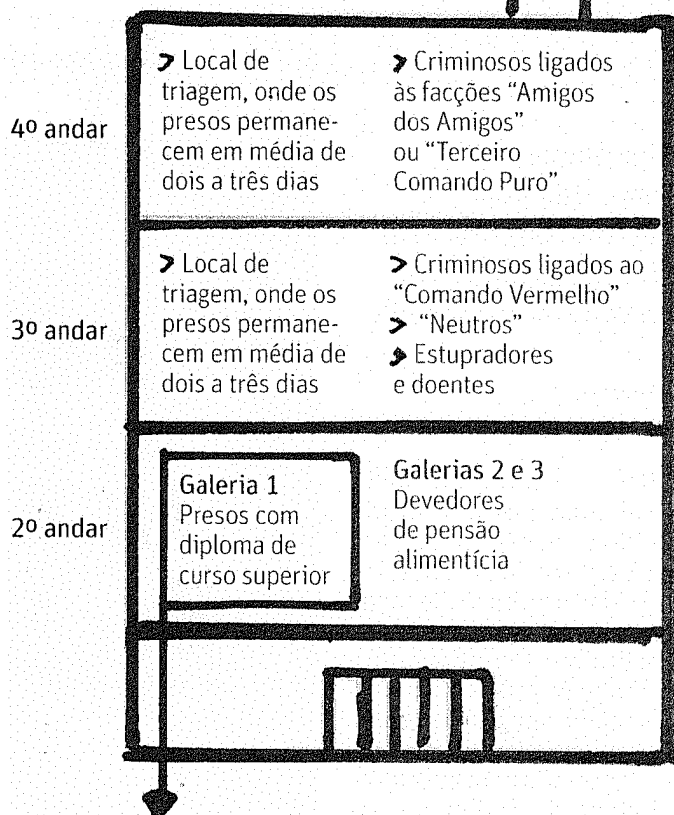 4º andar
> Local de
triagem, onde os
presos permane-
cem em média de
dois a três dias
> Criminosos ligados
às facções “Amigos
dos Amigos”
ou “Terceiro
Comando Puro”
3º andar
> Local de
triagem, onde os
presos permane-
cem em média de
dois a três dias
> Criminosos ligados ao
“Comando Vermelho”
> “Neutros”
> Estupradores
e doentes
2º andar
Galeria 1
Presos com
diploma de
curso superior
Galerias 2 e 3
Devedores
de pensão
alimentícia